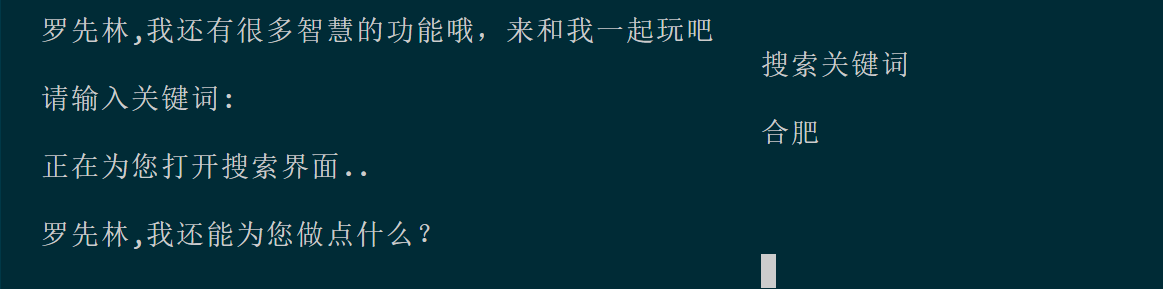 罗先林,我还有很多智慧的功能哦，来和我一起玩吧
搜索关键词
请输入关键词:
合肥
正在为您打开搜索界面..
罗先林,我还能为您做点什么？